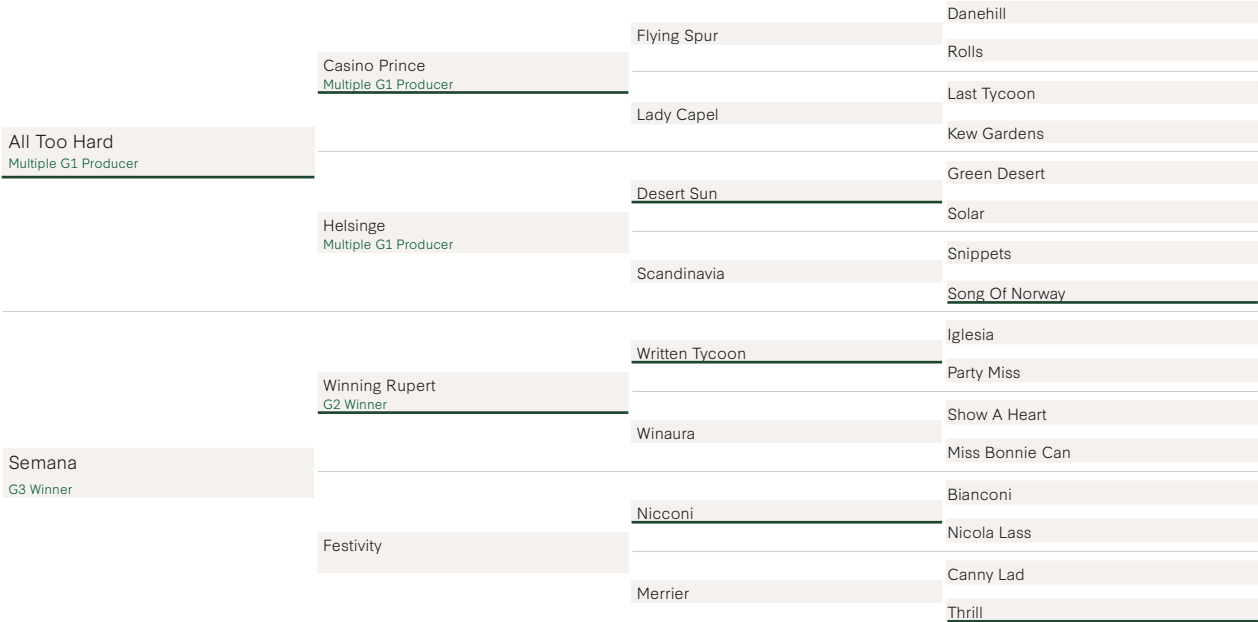 All Too Hard
Multiple G1 Producer
Semana
G3 Winner
Casino Prince
Multiple G1 Producer
Helsinge
Multiple G1 Producer
Winning Rupert
G2 Winner
Festivity
Flying Spur
Lady Capel
Desert Sun
Scandinavia
Written Tycoon
Winaura
Nicconi
Merrier
Danehill
Rolls
Last Tycoon
Kew Gardens
Green Desert
Solar
Snippets
Song Of Norway
Iglesia
Party Miss
Show A Heart
Miss Bonnie Can
Bianconi
Nicola Lass
Canny Lad
Thrill